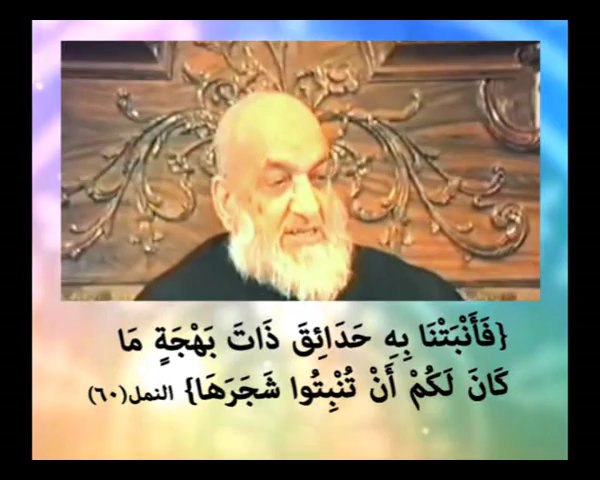 {فَأَنْبَتْنَا بِهِ حَدَائِقَ ذَاتَ بَهْجَةٍ مَا
كَانَ لَكُمْ أَنْ تُنْبِتُوا شَجَرَهَا} النمل(٦٠)